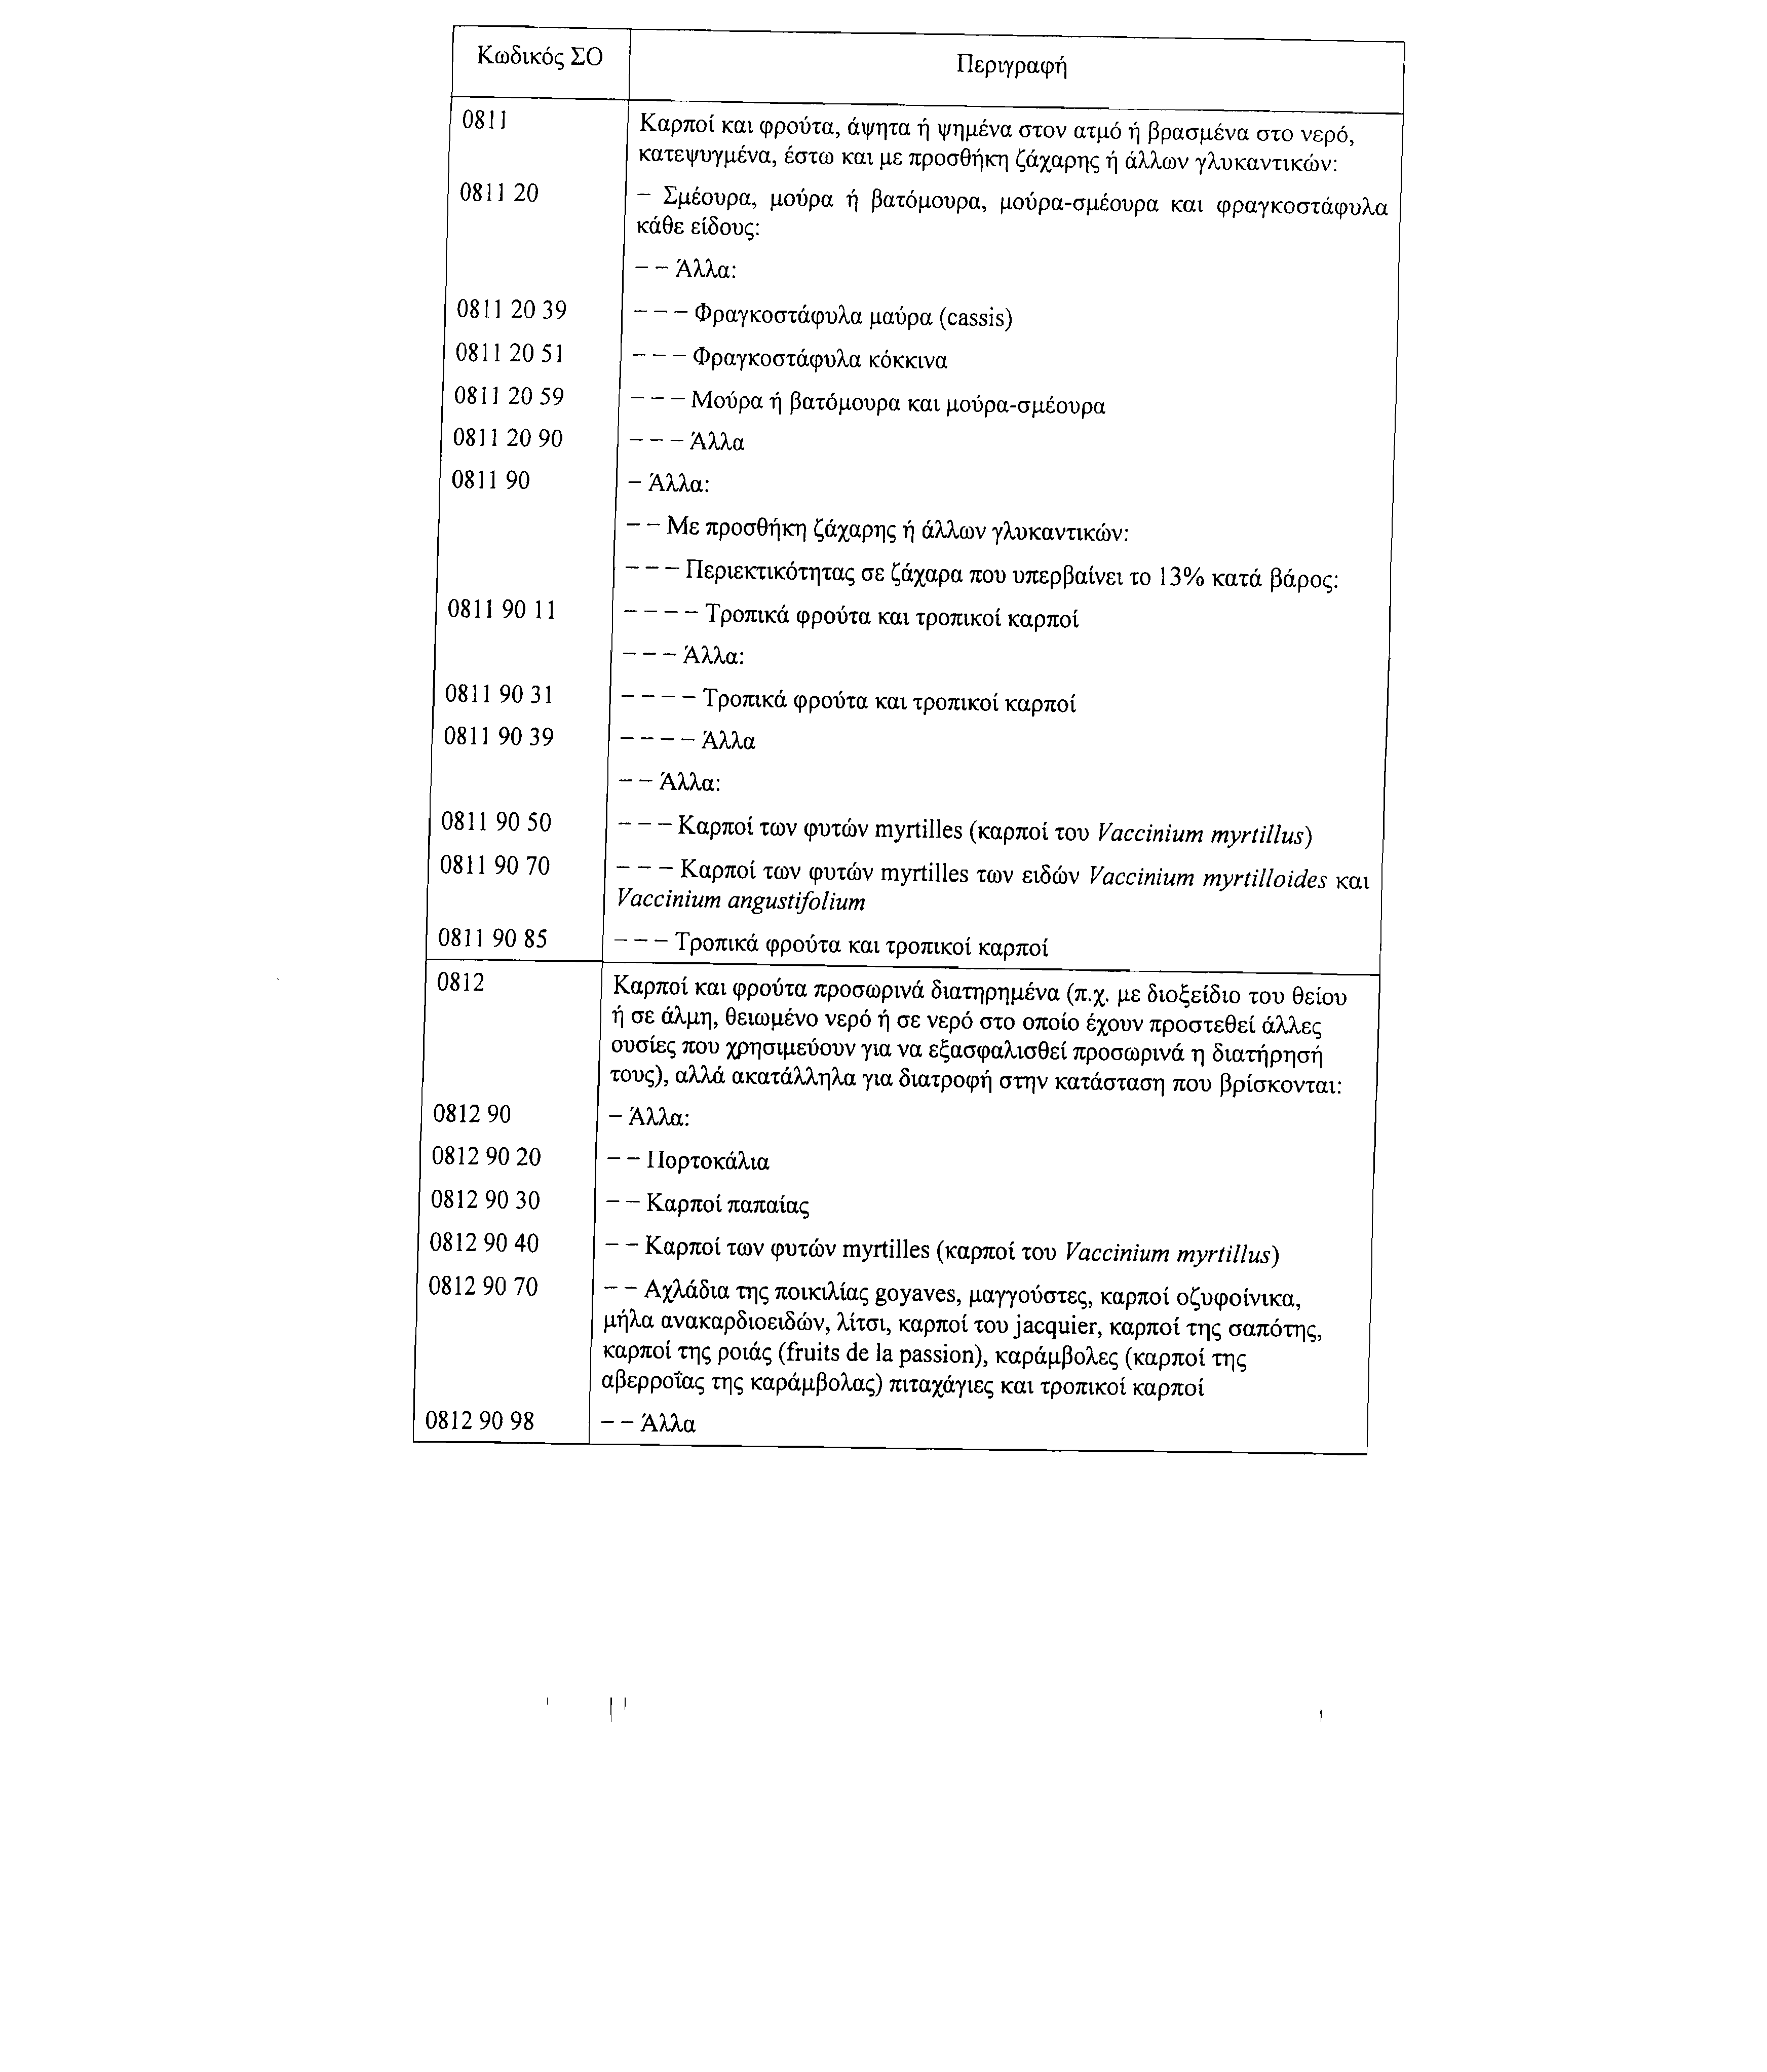 Κωδικός ΣΟ
Περιγραφή
0811
Καρποί και φρούτα, άψητα ή ψημένα στον ατμό ή βρασμένα στο νερό,
κατεψυγμένα, έστω και με προσθήκη ζάχαρης ή άλλων γλυκαντικών:
0811 20
– Σμέουρα, μούρα ή βατόμουρα, μούρα-σμέουρα και φραγκοστάφυλα
κάθε είδους:
– – Άλλα:
0811 20 39
– – – Φραγκοστάφυλα μαύρα (cassis)
0811 20 51
– – – Φραγκοστάφυλα κόκκινα
0811 20 59
– – – Μούρα ή βατόμουρα και μούρα-σμέουρα
0811 20 90
– – – Άλλα
0811 90
– Άλλα:
– – Με προσθήκη ζάχαρης ή άλλων γλυκαντικών:
– – – Περιεκτικότητας σε ζάχαρα που υπερβαίνει το 13% κατά βάρος:
0811 90 11
– – – – Τροπικά φρούτα και τροπικοί καρποί
– – – Άλλα:
0811 90 31
– – – – Τροπικά φρούτα και τροπικοί καρποί
0811 90 39
– – – – Άλλα
– – Άλλα:
0811 90 50
– – – Καρποί των φυτών myrtilles (καρποί του Vaccinium myrtillus)
0811 90 70
– – – Καρποί των φυτών myrtilles των ειδών Vaccinium myrtilloides και
Vaccinium angustifolium
0811 90 85
– – – Τροπικά φρούτα και τροπικοί καρποί
0812
Καρποί και φρούτα προσωρινά διατηρημένα (π.χ. με διοξείδιο του θείου
ή σε άλμη, θειωμένο νερό ή σε νερό στο οποίο έχουν προστεθεί άλλες
ουσίες που χρησιμεύουν για να εξασφαλισθεί προσωρινά η διατήρησή
τους), αλλά ακατάλληλα για διατροφή στην κατάσταση που βρίσκονται:
0812 90
– Άλλα:
0812 90 20
– – Πορτοκάλια
0812 90 30
– – Καρποί παπαίας
0812 90 40
– – Καρποί των φυτών myrtilles (καρποί του Vaccinium myrtillus)
0812 90 70
– – Αχλάδια της ποικιλίας goyaves, μαγγούστες, καρποί οζυφοίνικα,
μήλα ανακαρδιοειδών, λίτσι, καρποί του jacquier, καρποί της σαπότης,
καρποί της ροιάς (fruits de la passion), καράμβολες (καρποί της
αβερροΐας της καράμβολας) πιταχάγιες και τροπικοί καρποί
0812 90 98
– – Άλλα